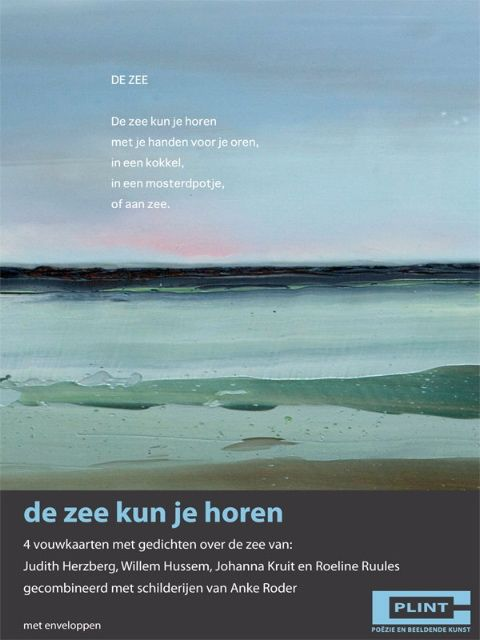 DE ZEE
De zee kun je horen
met je handen voor je oren,
in een kokkel,
in een mosterdpotje,
of aan zee.
de zee kun je horen
4 vouwkaarten met gedichten over de zee van:
Judith Herzberg, Willem Hussem, Johanna Kruit en Roeline Ruules
gecombineerd met schilderijen van Anke Roder
met enveloppen
PLINT
POËZIE EN BEELDENDE KUNST